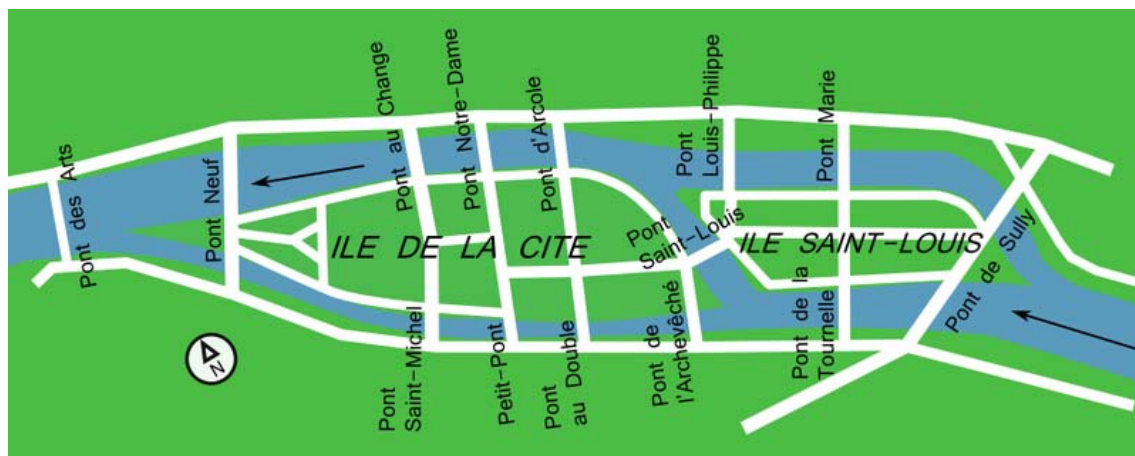 Pont des Arts
Pont Neuf
Pont au Change
Pont Notre-Dame
Pont d'Arcole
Pont
Louis-Philippe
Pont Marie
Pont
Saint-Louis
ILE DE LA CITE
ILE SAINT-LOUIS
Pont de Sully
Pont
Saint-Michel
Petit-Pont
Pont
au Double
Pont de
l'Archevêché
Pont de la
Tournelle
N